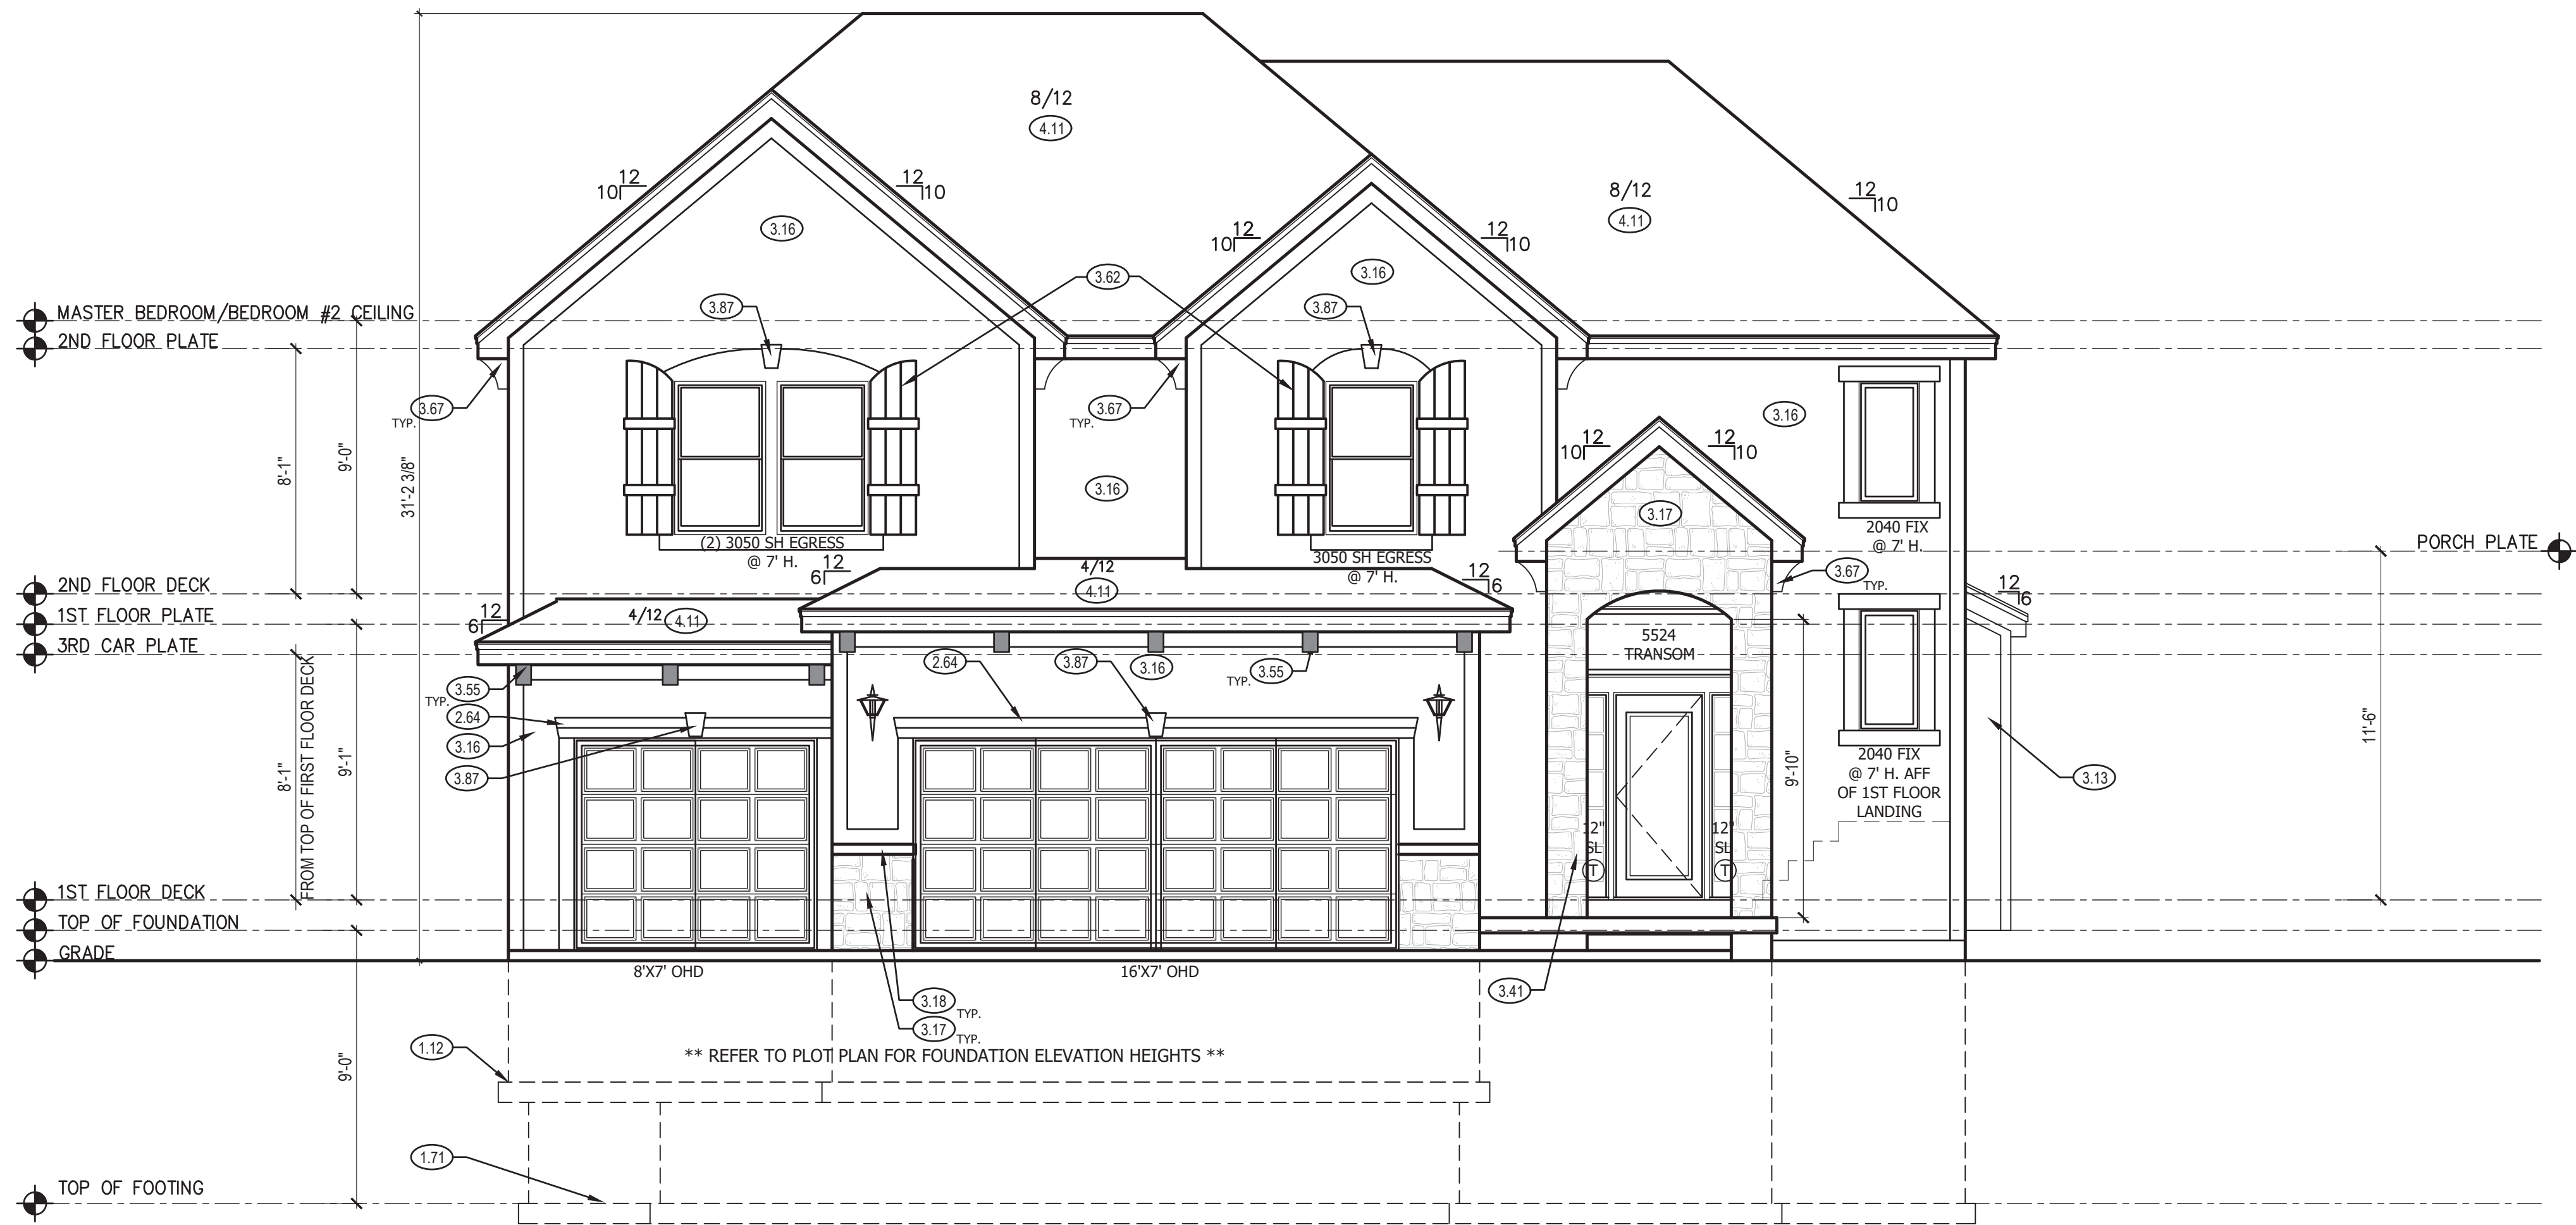 8/12
4.11
12
10
12
10
3.16
8/12
4.11
12
10
12
10
12
10
3.16
3.62
3.87
3.87
MASTER BEDROOM/BEDROOM #2 CEILING
2ND FLOOR PLATE
3.67
TYP.
3.67
TYP.
3.16
3.16
8'-1"
9'-0"
31'-2 3/8"
12
10
12
10
3.17
2040 FIX
@ 7' H.
(2) 3050 SH EGRESS
@ 7' H.
3050 SH EGRESS
@ 7' H.
PORCH PLATE
12
6
4/12
4.11
12
6
3.67
TYP.
12
6
2ND FLOOR DECK
1ST FLOOR PLATE
3RD CAR PLATE
12
6
4/12
4.11
5524
TRANSOM
2.64
3.87
3.16
3.55
TYP.
3.55
TYP.
2.64
3.16
3.87
8'-1"
FROM TOP OF FIRST FLOOR DECK
9'-1"
9'-10"
11'-6"
2040 FIX
@ 7' H. AFF
OF 1ST FLOOR
LANDING
3.13
12"
SL
T
12"
SL
T
1ST FLOOR DECK
TOP OF FOUNDATION
GRADE
8'X7' OHD
16'X7' OHD
3.41
3.18
TYP.
3.17
TYP.
1.12
** REFER TO PLOT PLAN FOR FOUNDATION ELEVATION HEIGHTS **
9'-0"
1.71
TOP OF FOOTING